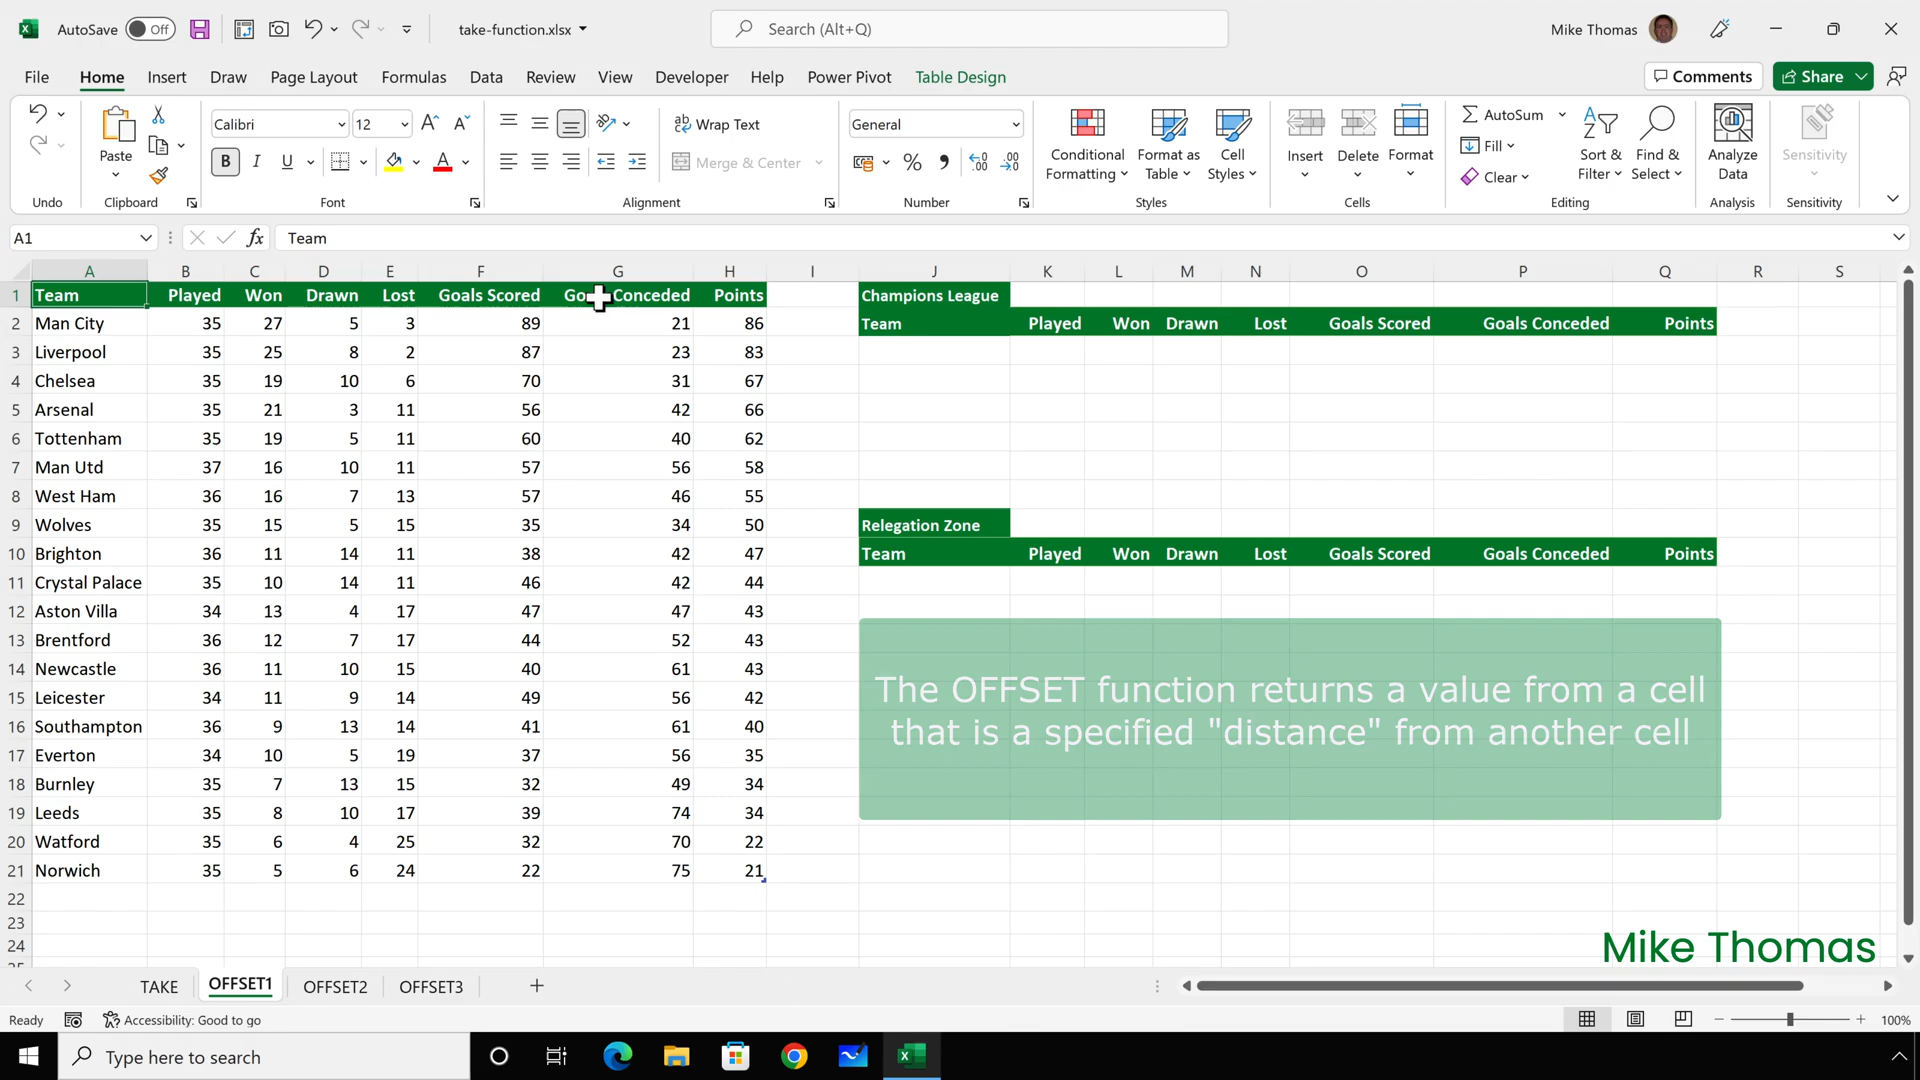 AutoSave Off take-function.xlsx Search (Alt+Q) Mike Thomas
File Home Insert Draw Page Layout Formulas Data Review View Developer Help Power Pivot Table Design Comments Share
Calibri 12 Wrap Text General AutoSum
Paste B I U Merge & Center % Conditional Formatting Format as Table Cell Styles Insert Delete Format Fill Clear Sort & Filter Find & Select Analyze Data Sensitivity
Undo Clipboard Font Alignment Number Styles Cells Editing Analysis Sensitivity
A1 fx Team
A B C D E F G H I J K L M N O P Q R S
1 Team Played Won Drawn Lost Goals Scored Conceded Points Champions League
2 Man City 35 27 5 3 89 21 86 Team Played Won Drawn Lost Goals Scored Goals Conceded Points
3 Liverpool 35 25 8 2 87 23 83
4 Chelsea 35 19 10 6 70 31 67
5 Arsenal 35 21 3 11 56 42 66
6 Tottenham 35 19 5 11 60 40 62
7 Man Utd 37 16 10 11 57 56 58
8 West Ham 36 16 7 13 57 46 55
9 Wolves 35 15 5 15 35 34 50 Relegation Zone
10 Brighton 36 11 14 11 38 42 47 Team Played Won Drawn Lost Goals Scored Goals Conceded Points
11 Crystal Palace 35 10 14 11 46 42 44
12 Aston Villa 34 13 4 17 47 47 43
13 Brentford 36 12 7 17 44 52 43
14 Newcastle 36 11 10 15 40 61 43
15 Leicester 34 11 9 14 49 56 42
16 Southampton 36 9 13 14 41 61 40
17 Everton 34 10 5 19 37 56 35
18 Burnley 35 7 13 15 32 49 34
19 Leeds 35 8 10 17 39 74 34
20 Watford 35 6 4 25 32 70 22
21 Norwich 35 5 6 24 22 75 21
22
23
24
The OFFSET function returns a value from a cell
that is a specified "distance" from another cell
Mike Thomas
TAKE OFFSET1 OFFSET2 OFFSET3
Ready Accessibility: Good to go 100%
Type here to search